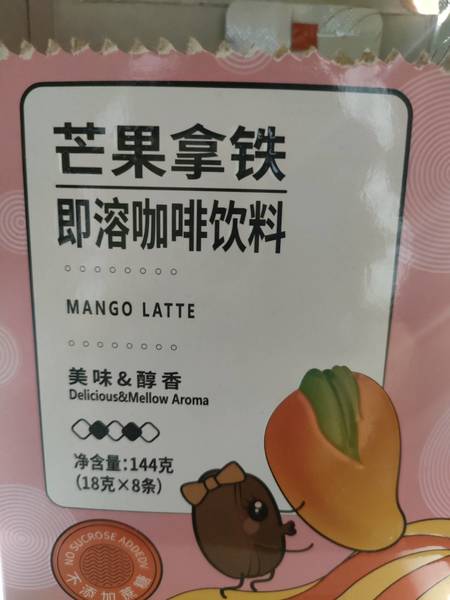 芒果拿铁
即溶咖啡饮料
MANGO LATTE
美味&醇香
Delicious&Mellow Aroma
净含量:144克
(18克×8条)
NO SUCROSE ADDED
不添加蔗糖